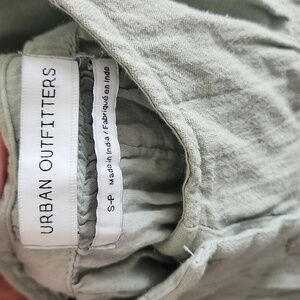 URBAN OUTFITTERS
S-P Made in India / Fabriqué en Inde